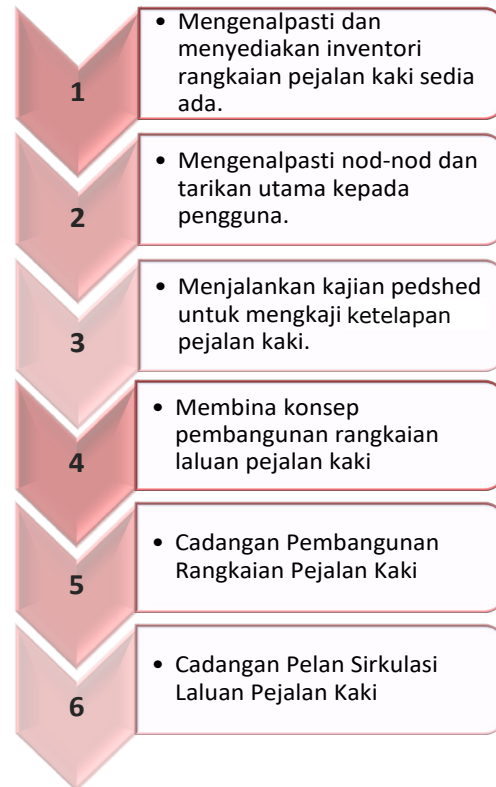 1
• Mengenalpasti dan
menyediakan inventori
rangkaian pejalan kaki sedia
ada.
2
• Mengenalpasti nod-nod dan
tarikan utama kepada
pengguna.
3
• Menjalankan kajian pedshed
untuk mengkaji ketelapan
pejalan kaki.
4
• Membina konsep
pembangunan rangkaian
laluan pejalan kaki
5
• Cadangan Pembangunan
Rangkaian Pejalan Kaki
6
• Cadangan Pelan Sirkulasi
Laluan Pejalan Kaki